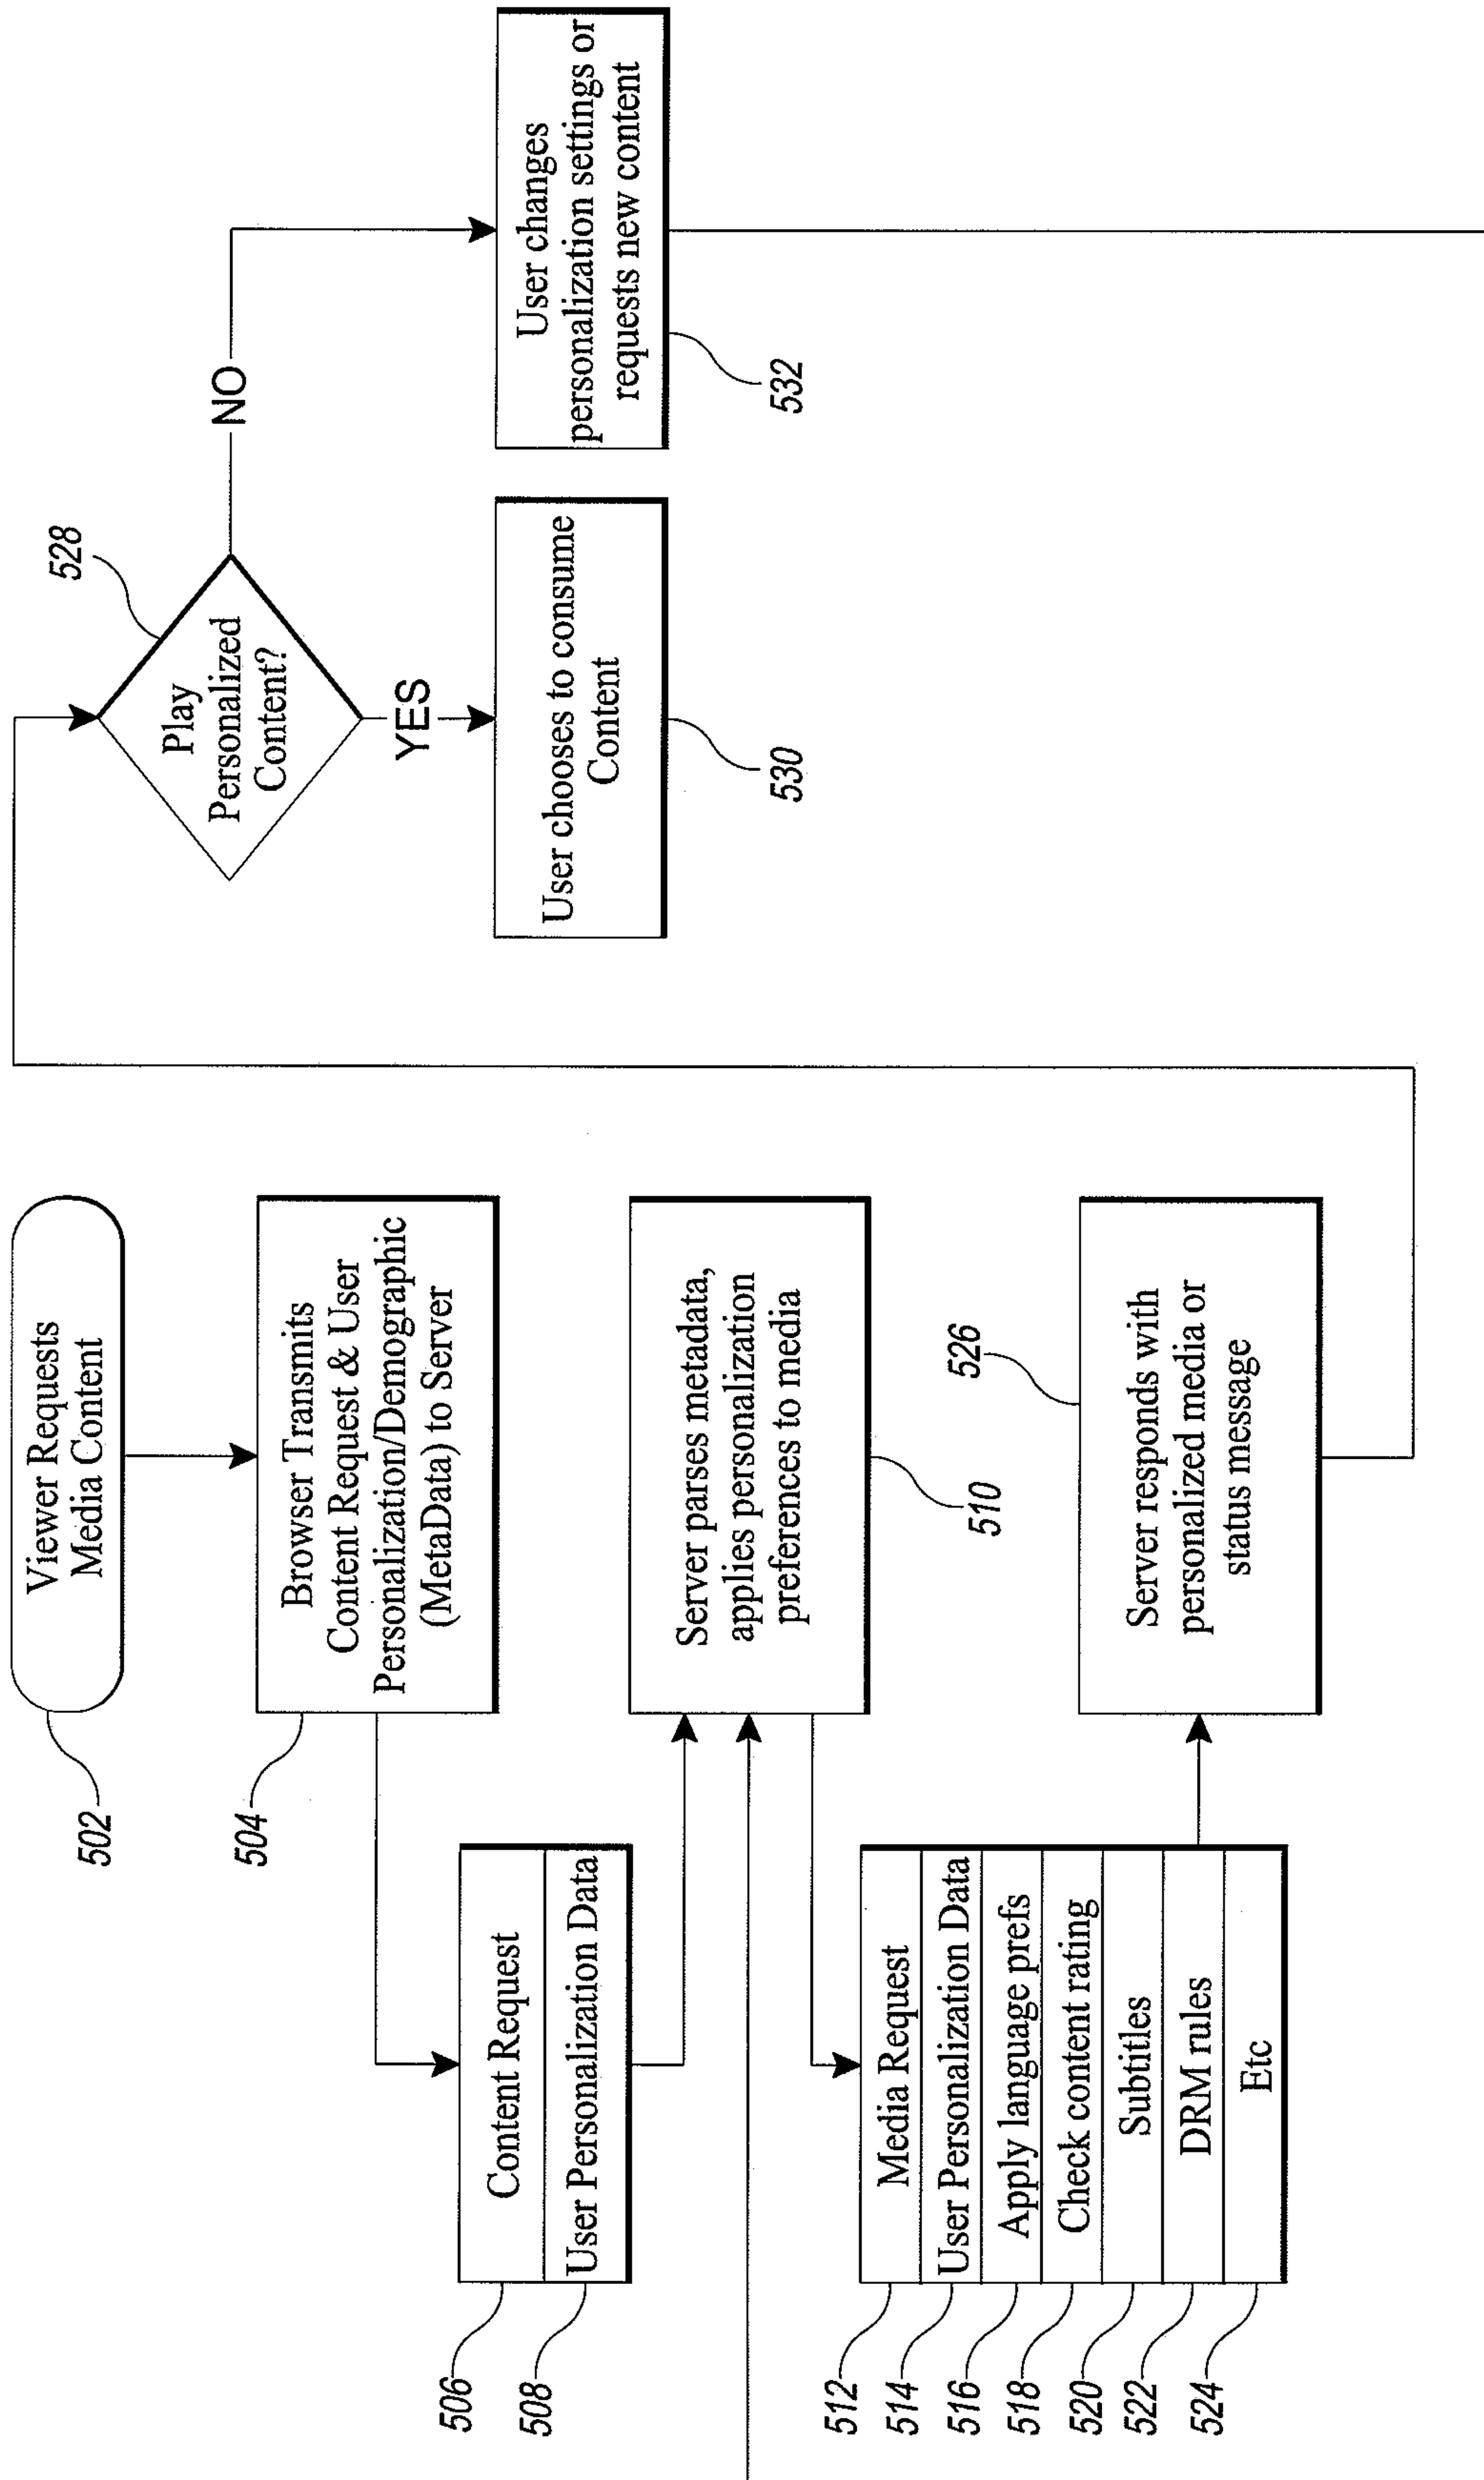 Viewer Requests
Media Content
502
Browser Transmits
Content Request & User
Personalization/Demographic
(MetaData) to Server
504
Content Request
User Personalization Data
506
508
Server parses metadata,
applies personalization
preferences to media
510
Media Request
User Personalization Data
Apply language prefs
Check content rating
Subtitles
DRM rules
Etc
512
514
516
518
520
522
524
526
Server responds with
personalized media or
status message
528
Play
Personalized
Content?
NO
YES
User chooses to consume
Content
530
User changes
personalization settings or
requests new content
532